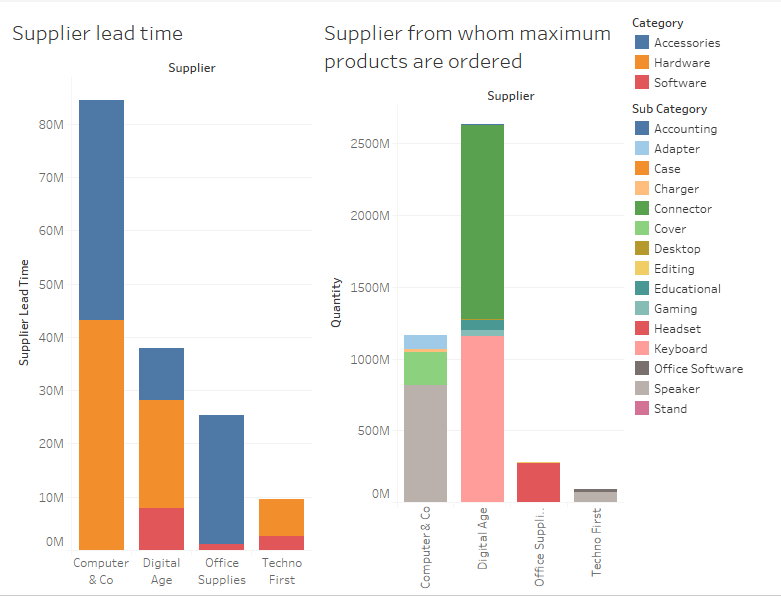 Supplier lead time
Supplier
80M
70M
60M
50M
40M
30M
20M
10M
0M
Supplier Lead Time
Computer
& Co
Digital
Age
Office
Supplies
Techno
First
Supplier from whom maximum
products are ordered
Supplier
2500M
2000M
1500M
1000M
500M
0M
Quantity
Computer & Co
Digital Age
Office Suppli..
Techno First
Category
Accessories
Hardware
Software
Sub Category
Accounting
Adapter
Case
Charger
Connector
Cover
Desktop
Editing
Educational
Gaming
Headset
Keyboard
Office Software
Speaker
Stand